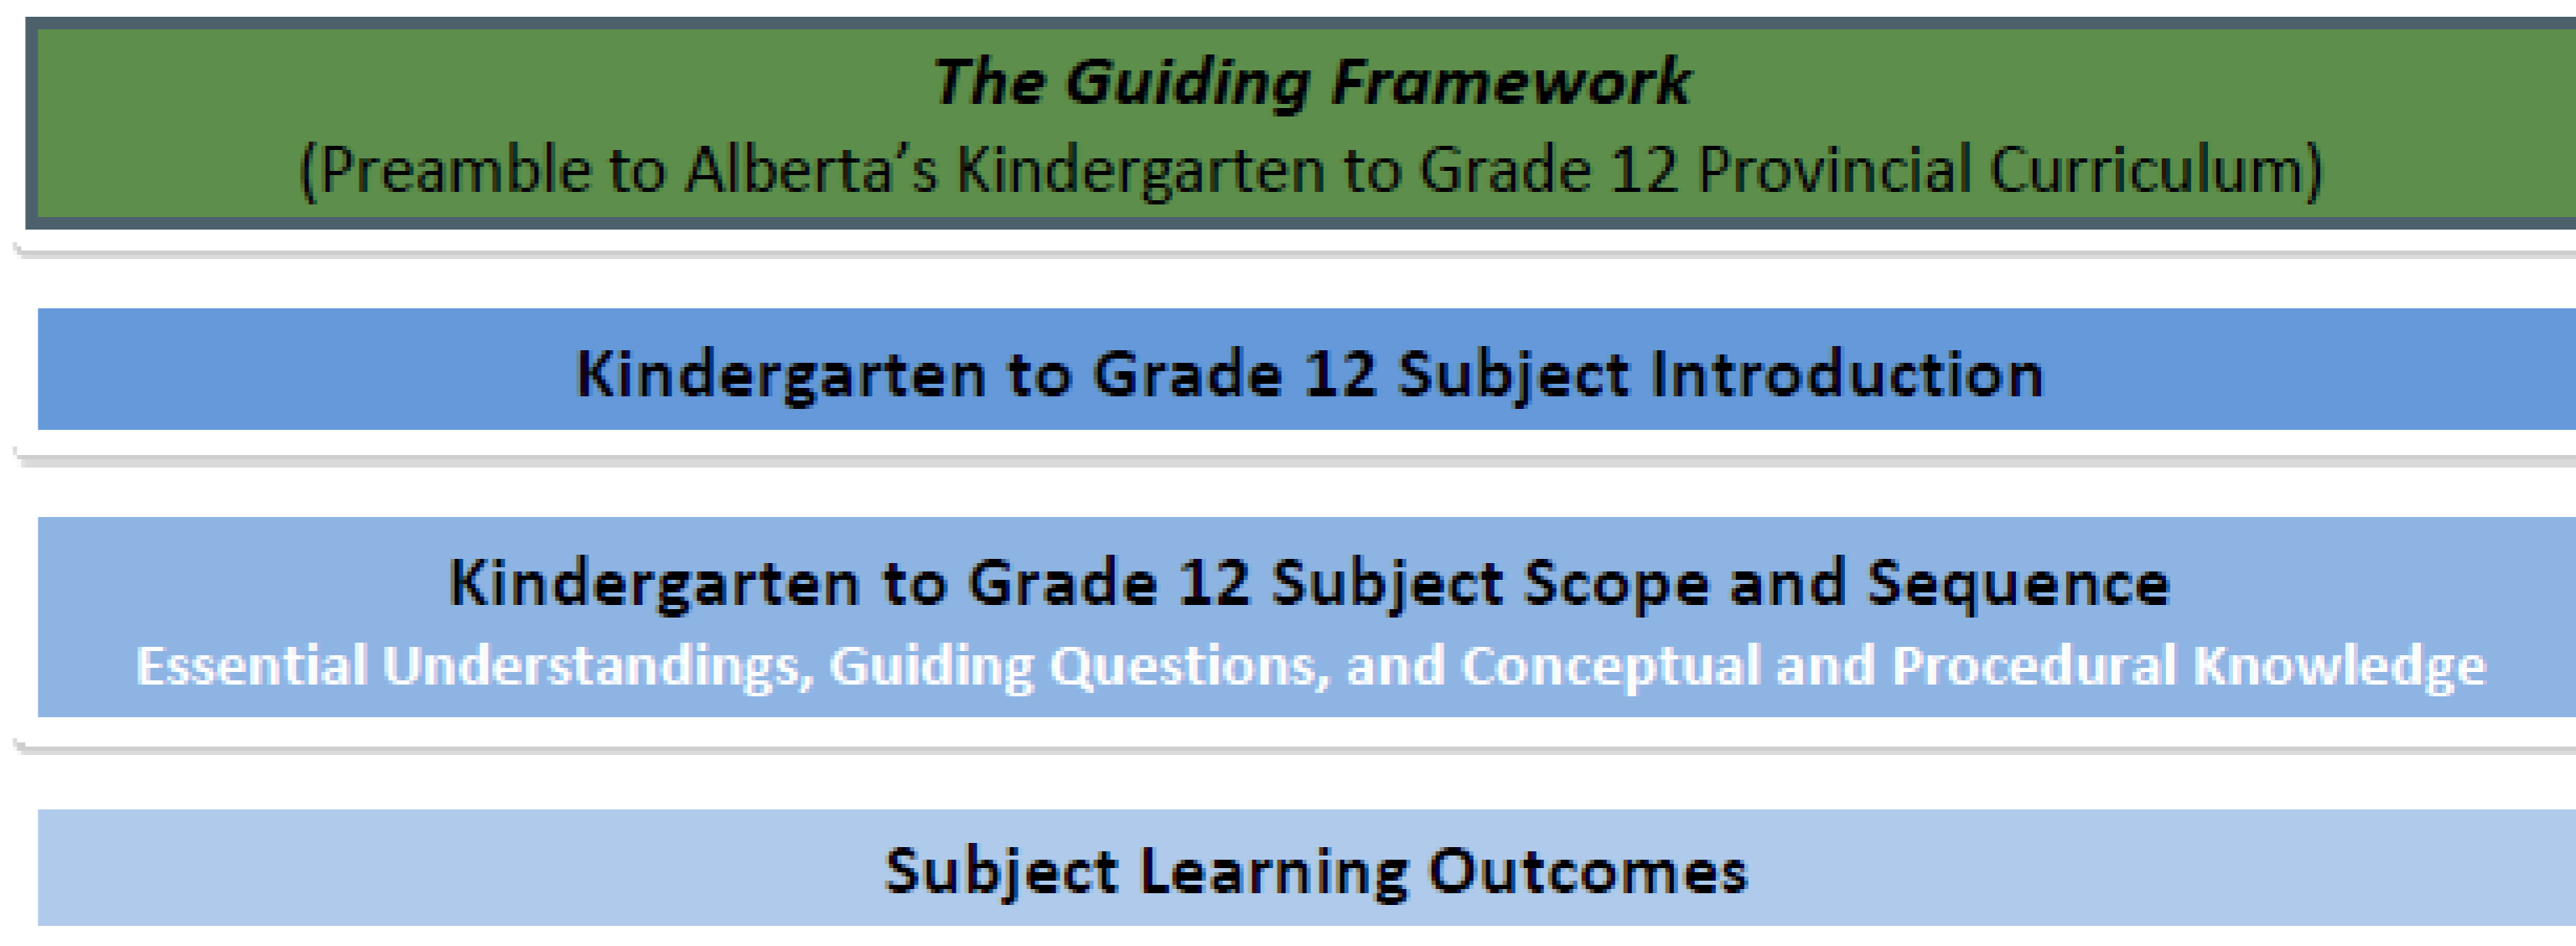 The Guiding Framework
(Preamble to Alberta’s Kindergarten to Grade 12 Provincial Curriculum)
Kindergarten to Grade 12 Subject Introduction
Kindergarten to Grade 12 Subject Scope and Sequence
Essential Understandings, Guiding Questions, and Conceptual and Procedural Knowledge
Subject Learning Outcomes